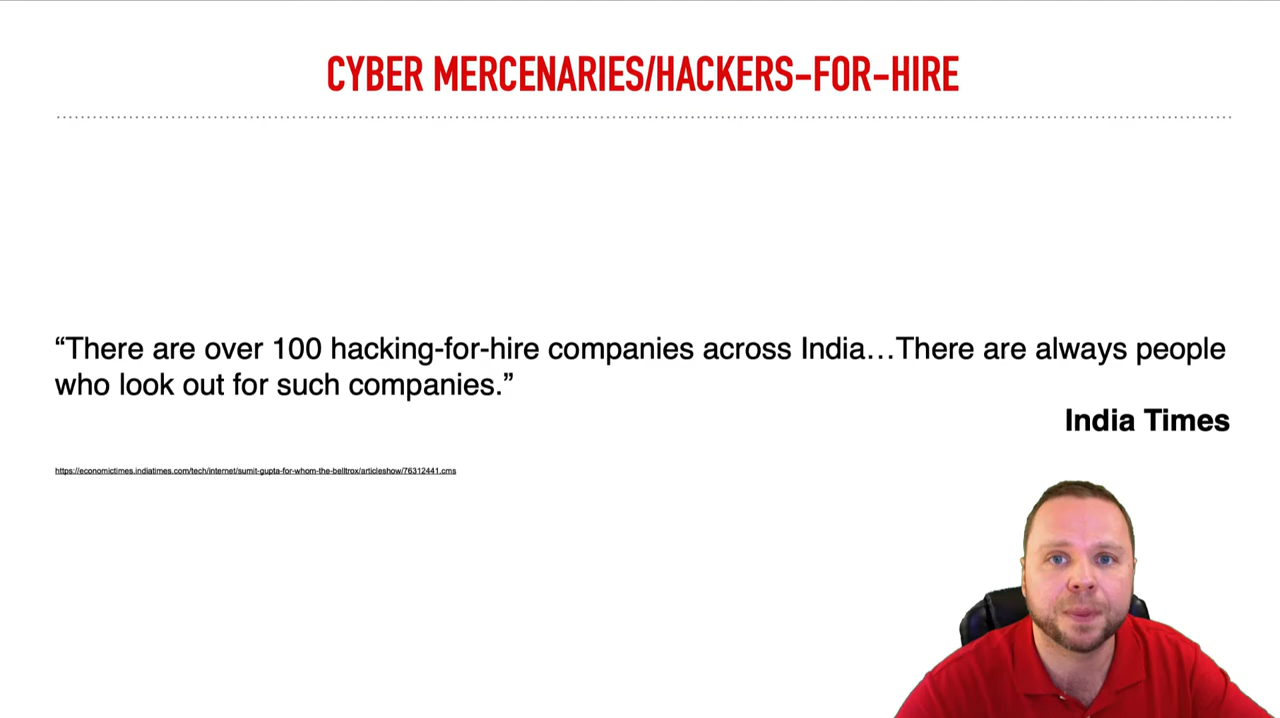 CYBER MERCENARIES/HACKERS-FOR-HIRE
“There are over 100 hacking-for-hire companies across India…There are always people
who look out for such companies.”
India Times
https://economictimes.indiatimes.com/tech/internet/sumit-gupta-for-whom-the-belltrox/articleshow/76312441.cms